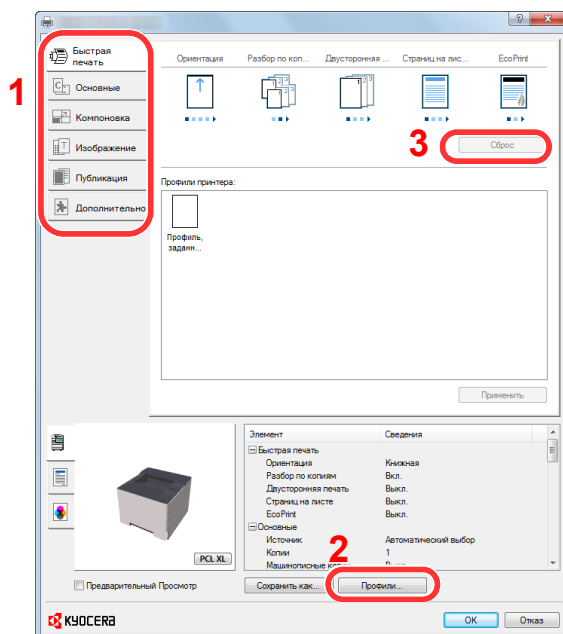 1
Быстрая
печать
Основные
Компоновка
Изображение
Публикация
Дополнительно
Ориентация Разбор по коп... Двусторонняя ... Страниц на лис... EcoPrint
3
Сброс
Профили принтера:
Профиль,
заданн...
Применить
Элемент Сведения
Быстрая печать
Ориентация Книжная
Разбор по копиям Вкл.
Двусторонняя печать Выкл.
Страниц на листе Выкл.
EcoPrint Выкл.
Основные
Источник Автоматический выбор
Копии 1
Машинописные
2
PCL XL
Предварительный Просмотр
Сохранить как...
Профили...
KYOCERA
OK
Отказ